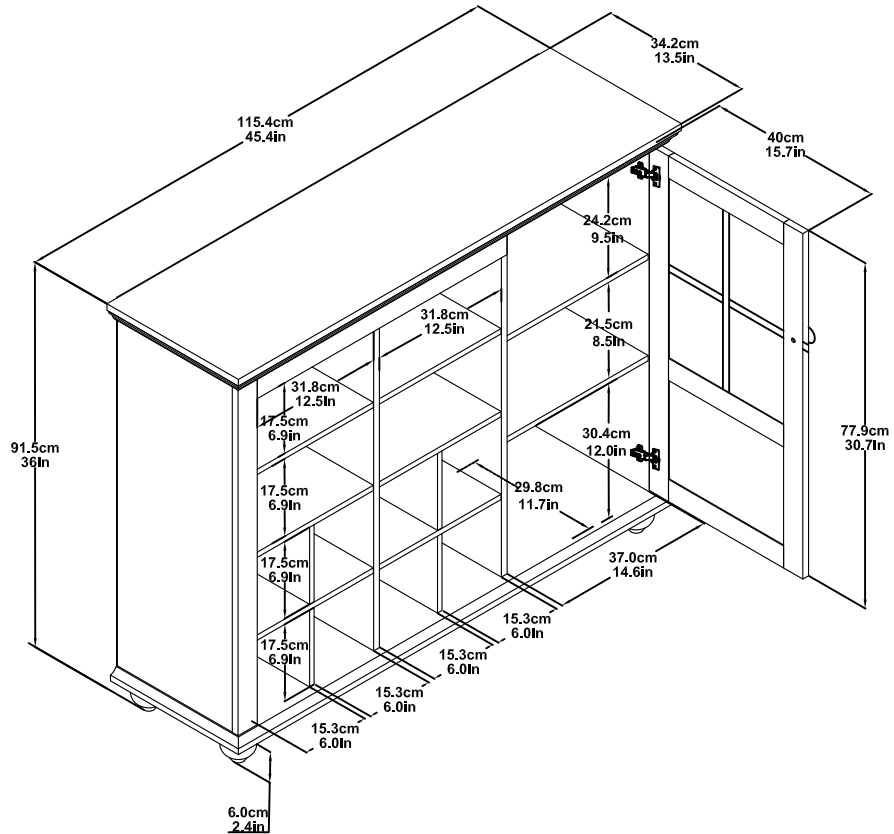 34.2cm
13.5in
115.4cm
45.4in
40cm
15.7in
24.2cm
9.5in
31.8cm
12.5in
21.5cm
8.5in
31.8cm
12.5in
17.5cm
6.9in
77.9cm
30.7in
91.5cm
36in
30.4cm
12.0in
17.5cm
6.9in
29.8cm
11.7in
17.5cm
6.9in
37.0cm
14.6in
15.3cm
6.0in
17.5cm
6.9in
15.3cm
6.0in
15.3cm
6.0in
15.3cm
6.0in
6.0cm
2.4in